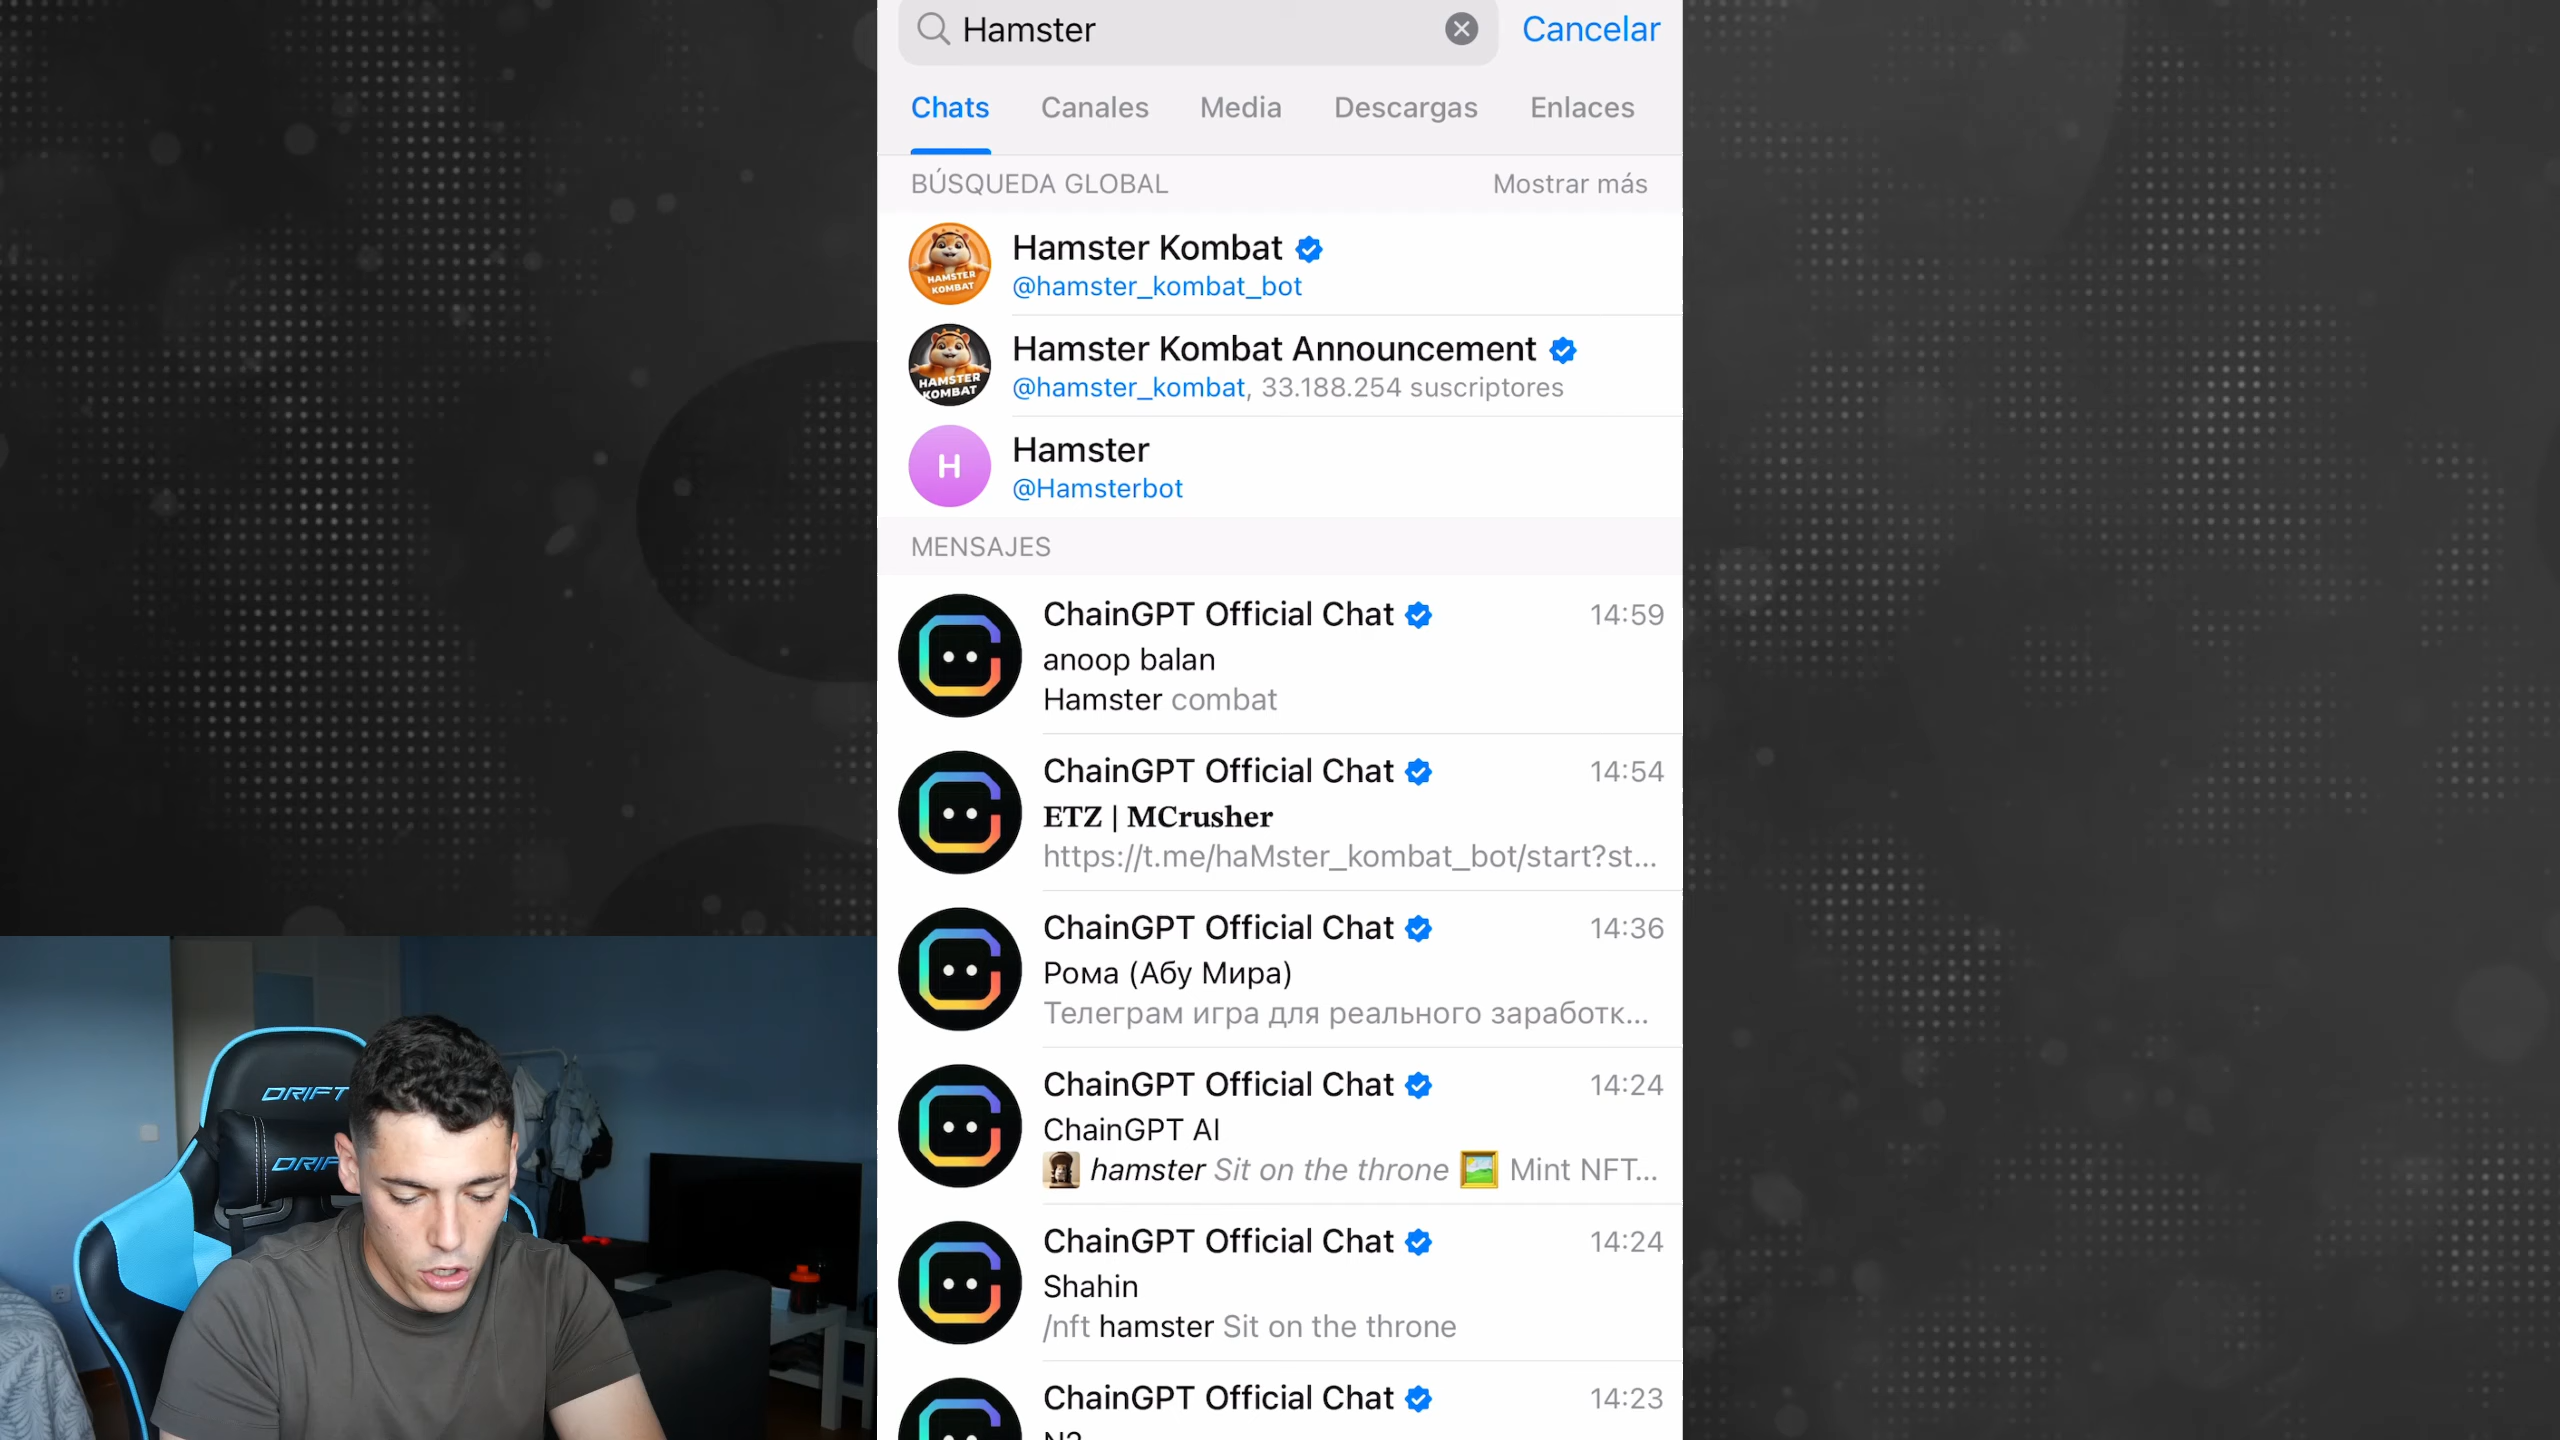 Hamster
Cancelar
Chats Canales Media Descargas Enlaces
BÚSQUEDA GLOBAL Mostrar más
HAMSTER
KOMBAT
Hamster Kombat
@hamster_kombat_bot
HAMSTER
KOMBAT
Hamster Kombat Announcement
@hamster_kombat, 33.188.254 suscriptores
H
Hamster
@Hamsterbot
MENSAJES
ChainGPT Official Chat 14:59
anoop balan
Hamster combat
ChainGPT Official Chat 14:54
ETZ | MCrusher
https://t.me/haMster_kombat_bot/start?st...
ChainGPT Official Chat 14:36
Рома (Абу Мира)
Телеграм игра для реального заработк...
ChainGPT Official Chat 14:24
ChainGPT AI
hamster Sit on the throne Mint NFT...
ChainGPT Official Chat 14:24
Shahin
/nft hamster Sit on the throne
ChainGPT Official Chat 14:23
DRIFT